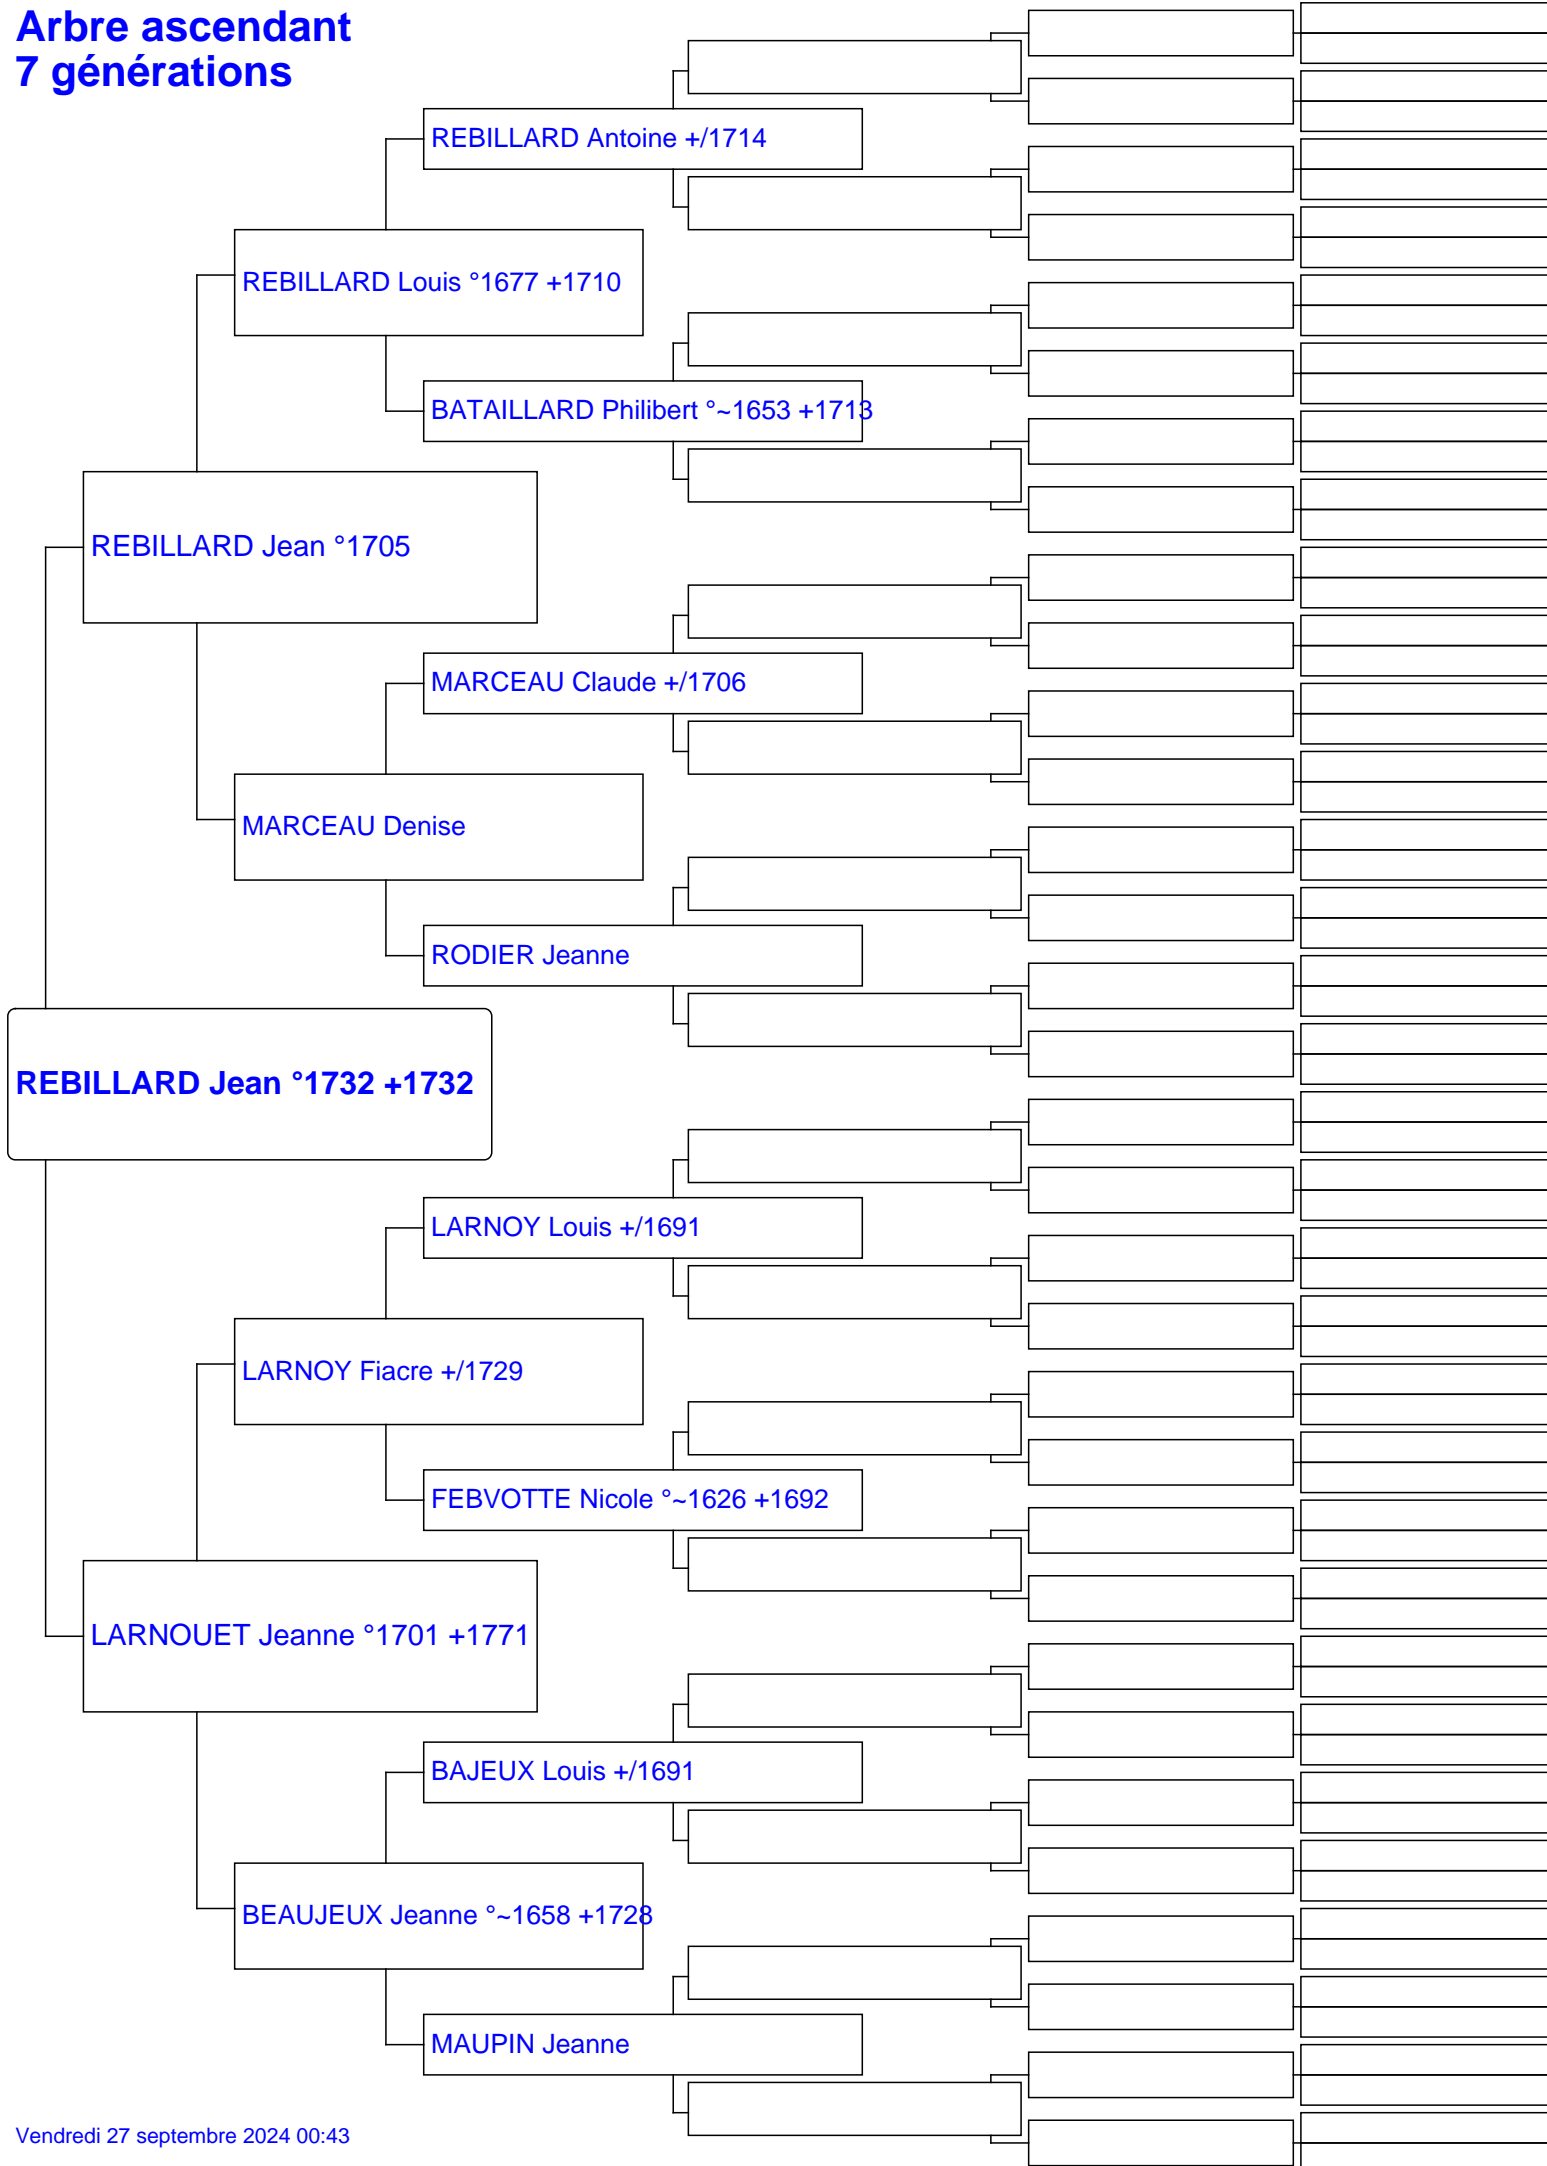 Arbre ascendant
7 générations
REBILLARD Antoine +/1714
REBILLARD Louis °1677 +1710
BATAILLARD Philibert °~1653 +1713
REBILLARD Jean °1705
MARCEAU Claude +/1706
MARCEAU Denise
RODIER Jeanne
REBILLARD Jean °1732 +1732
LARNOY Louis +/1691
LARNOY Fiacre +/1729
FEBVOTTE Nicole °~1626 +1692
LARNOUET Jeanne °1701 +1771
BAJEUX Louis +/1691
BEAUJEUX Jeanne °~1658 +1728
MAUPIN Jeanne
Vendredi 27 septembre 2024 00:43